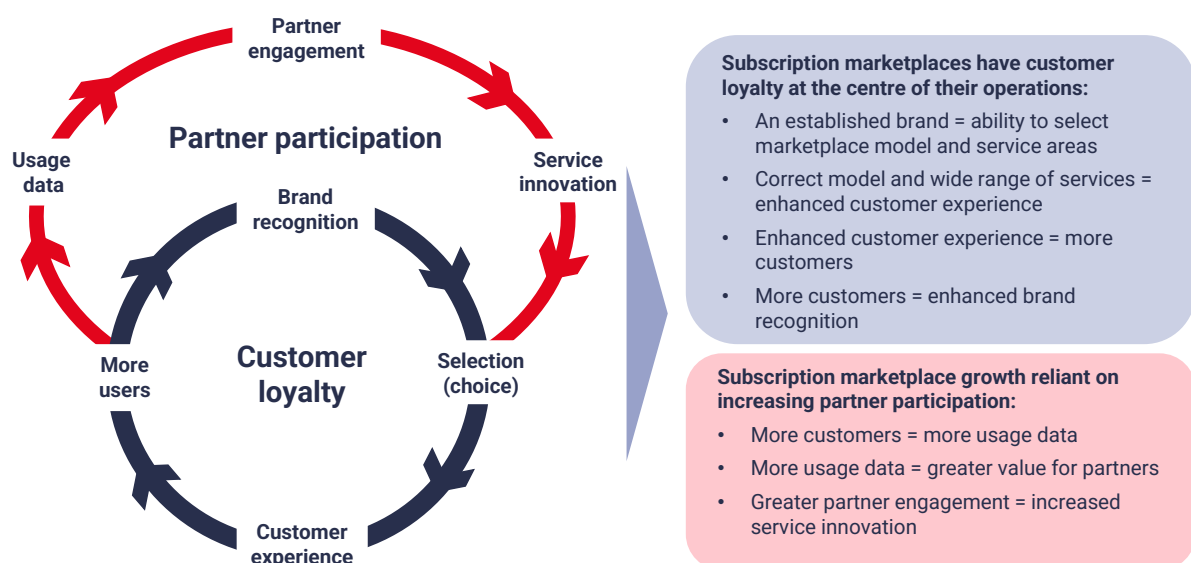 Partner
engagement
Partner participation
Usage
data
Service
innovation
Brand
recognition
Customer
loyalty
More
users
Selection
(choice)
Customer
experience
Subscription marketplaces have customer
loyalty at the centre of their operations:
• An established brand = ability to select
marketplace model and service areas
• Correct model and wide range of services =
enhanced customer experience
• Enhanced customer experience = more
customers
• More customers = enhanced brand
recognition
Subscription marketplace growth reliant on
increasing partner participation:
• More customers = more usage data
• More usage data = greater value for partners
• Greater partner engagement = increased
service innovation